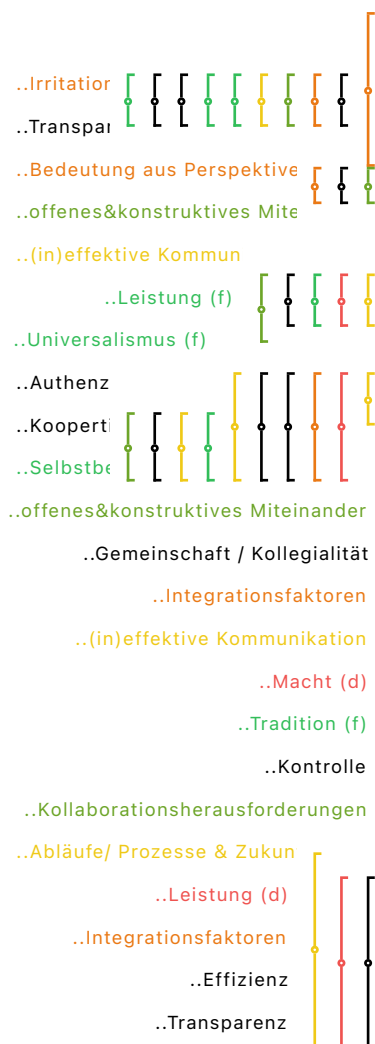 ..Irritation
..Transpar
..Bedeutung aus Perspektive
..offenes&konstruktives Mite
..(in)effektive Kommun
..Leistung (f)
..Universalismus (f)
..Authenz
..Kooperti
..Selbstbe
..offenes&konstruktives Miteinander
..Gemeinschaft / Kollegialität
..Integrationsfaktoren
..(in)effektive Kommunikation
..Macht (d)
..Tradition (f)
..Kontrolle
..Kollaborationsherausforderungen
..Abläufe/ Prozesse & Zukun
..Leistung (d)
..Integrationsfaktoren
..Effizienz
..Transparenz